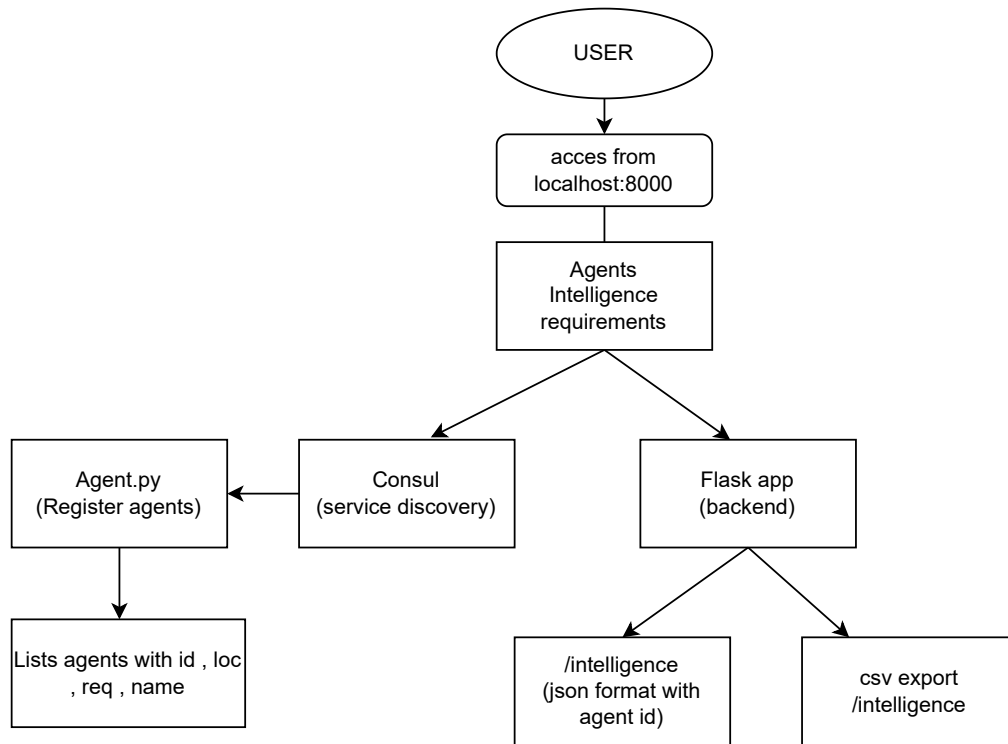 USER
acces from
localhost:8000
Agents
Intelligence
requirements
Agent.py
(Register agents)
Consul
(service discovery)
Flask app
(backend)
Lists agents with id , loc
, req , name
/intelligence
(json format with
agent id)
csv export
/intelligence